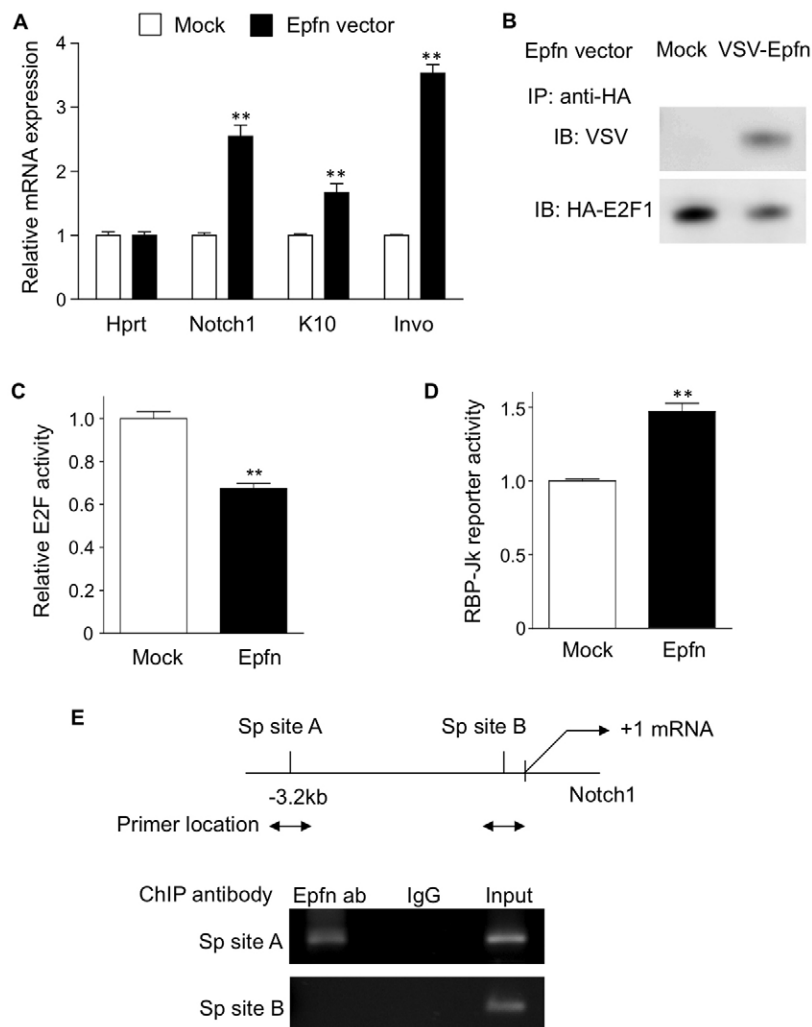 A
Mock Epfn vector
Relative mRNA expression
4
3
2
1
0
** ** **
Hprt Notch1 K10 Invo
B
Epfn vector Mock VSV-Epfn
IP: anti-HA
IB: VSV
IB: HA-E2F1
C
Relative E2F activity
1.0
0.8
0.6
0.4
0.2
0
**
Mock Epfn
D
RBP-Jk reporter activity
1.5
1.0
0.5
0
**
Mock Epfn
E
Sp site A Sp site B +1 mRNA
-3.2kb Notch1
Primer location
ChIP antibody Epfn ab IgG Input
Sp site A
Sp site B